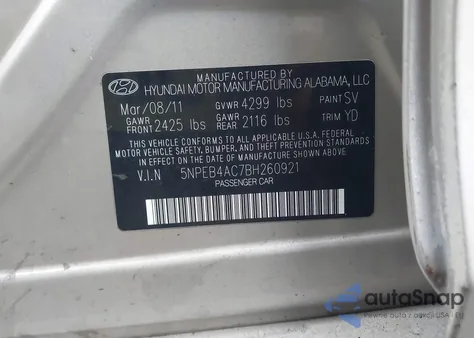 MANUFACTURED BY
HYUNDAI MOTOR MANUFACTURING ALABAMA, LLC
Mar/08/11 GVWR 4299 lbs PAINT SV
GAWR FRONT 2425 lbs GAWR REAR 2116 lbs TRIM YD
THIS VEHICLE CONFORMS TO ALL APPLICABLE U.S. FEDERAL
MOTOR VEHICLE SAFETY, BUMPER, AND THEFT PREVENTION STANDARDS
IN EFFECT ON THE DATE OF MANUFACTURE SHOWN ABOVE.
V.I.N 5NPEB4AC7BH260921
PASSENGER CAR
autoSnap